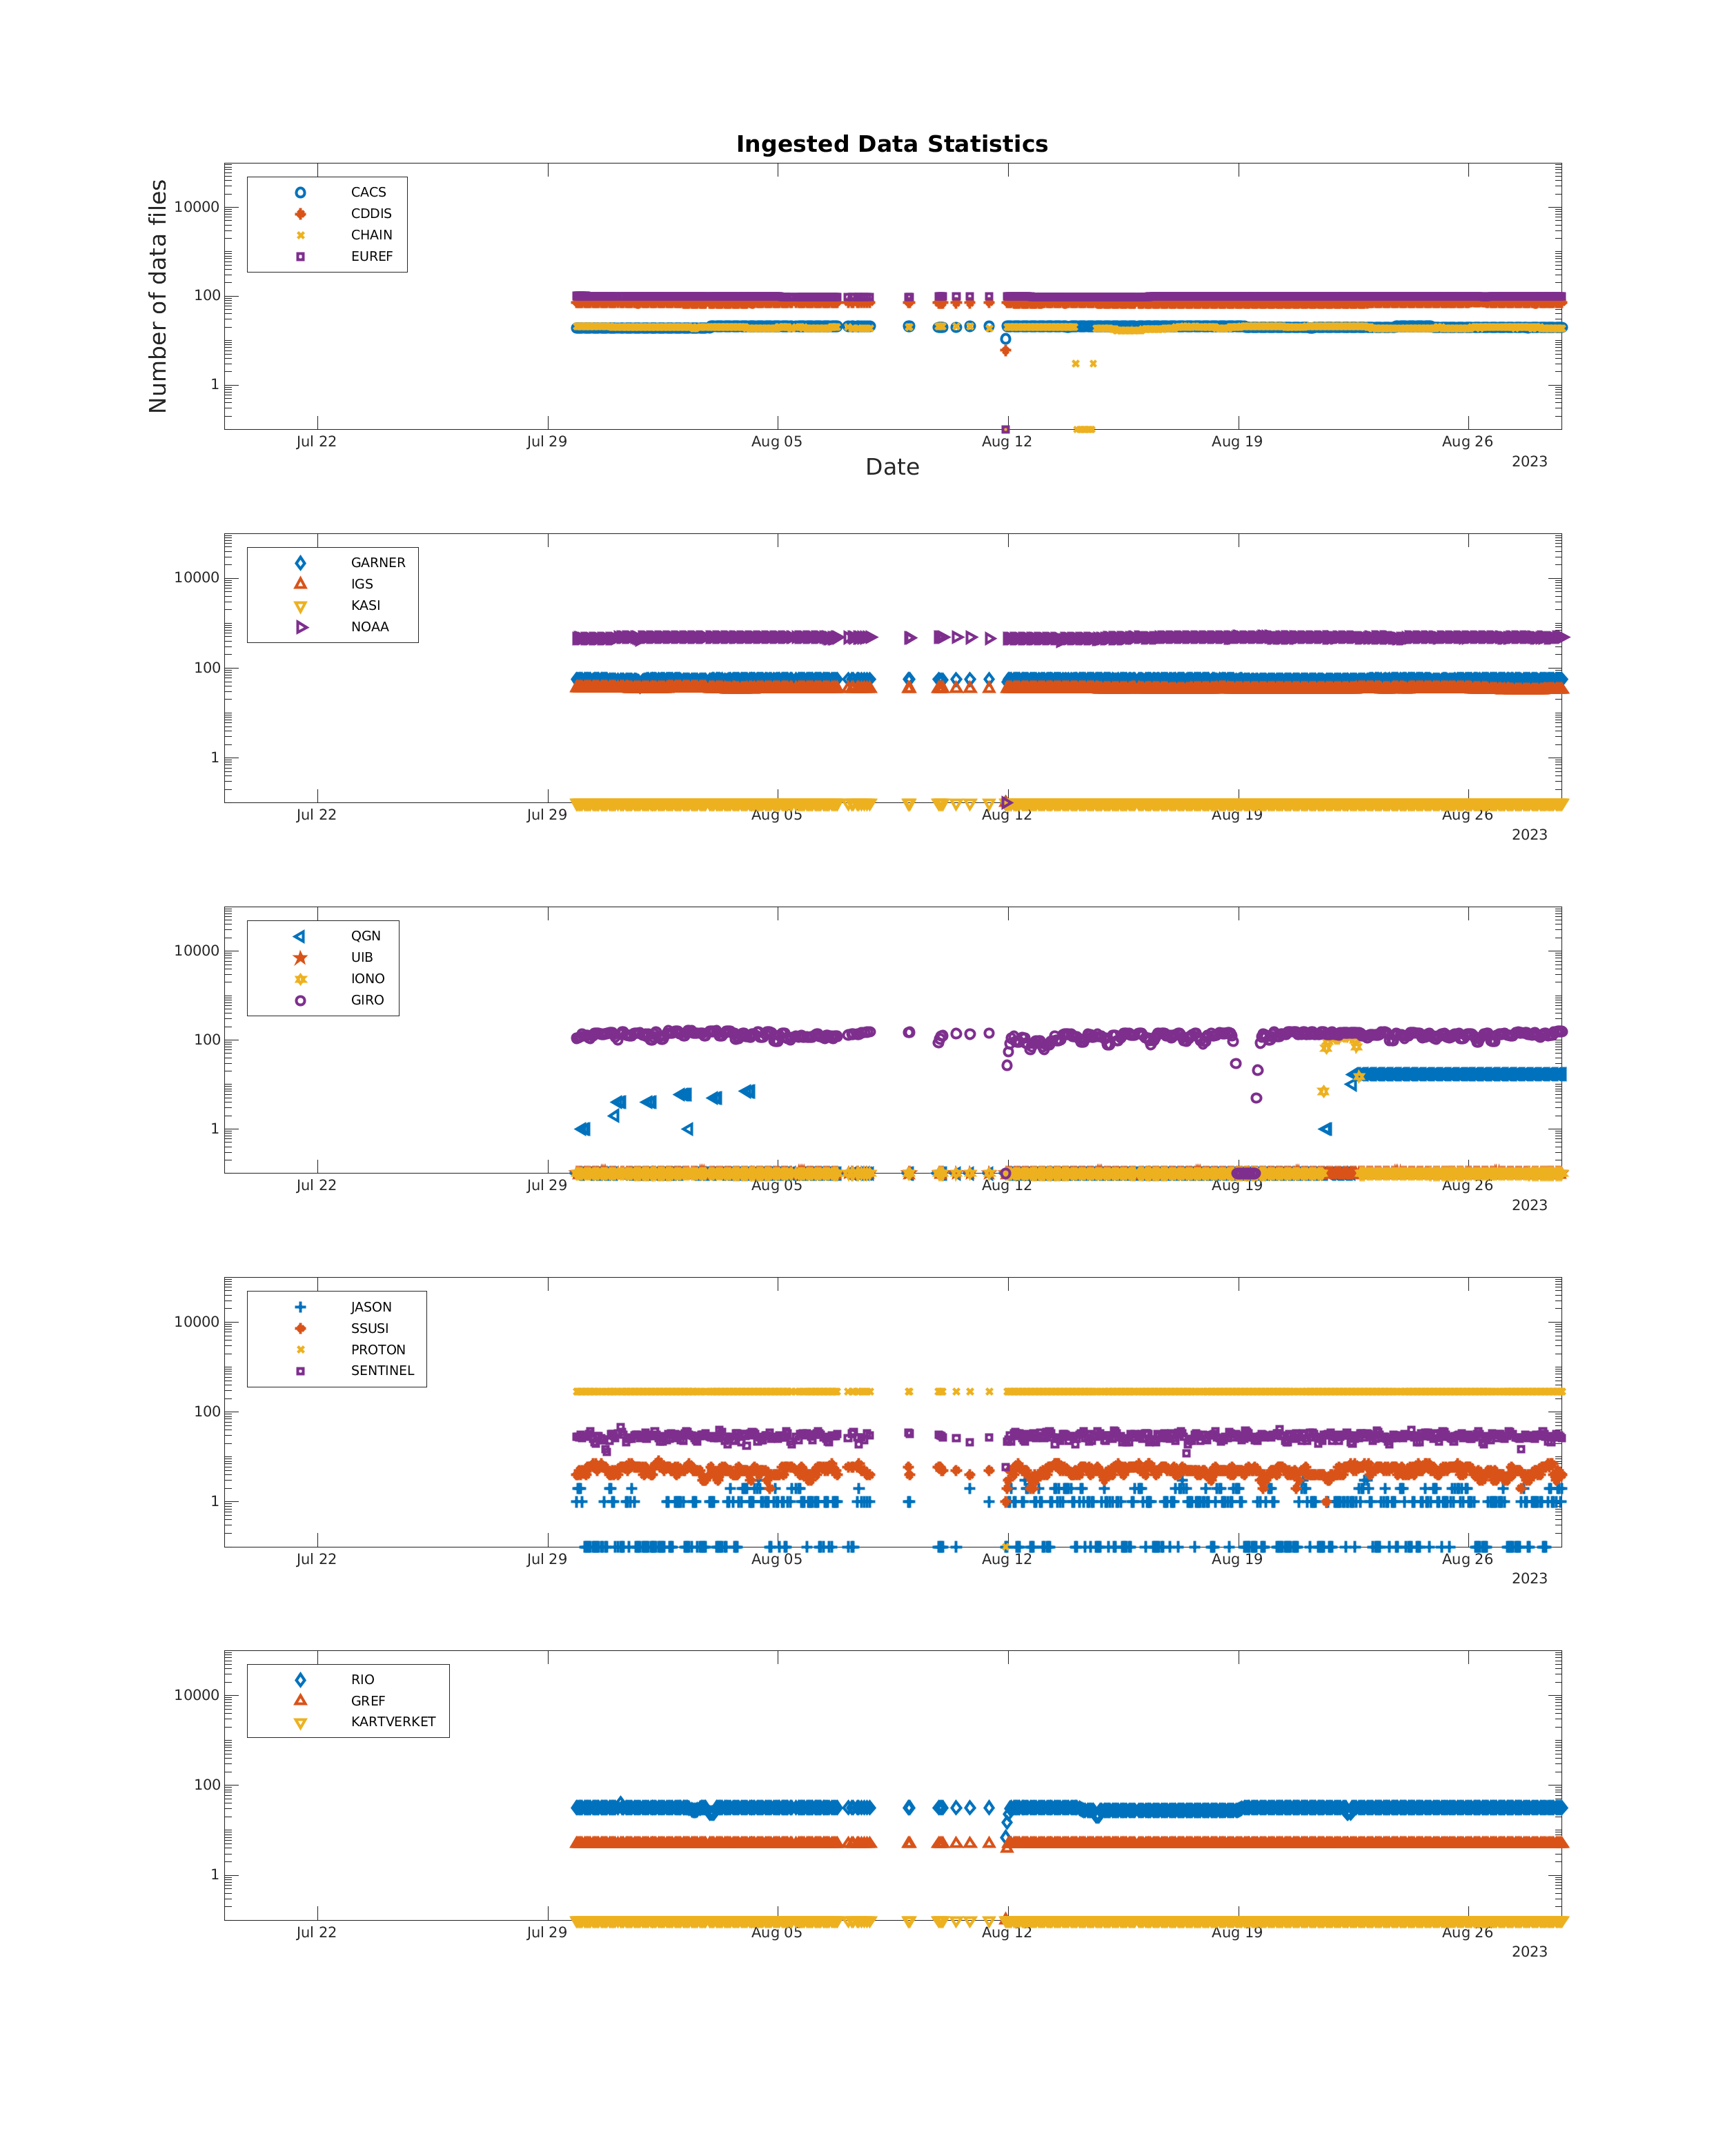 Ingested Data Statistics
Number of data files
CACS
CDDIS
CHAIN
EUREF
10000
100
1
Jul 22 Jul 29 Aug 05 Aug 12 Aug 19 Aug 26
2023
Date
GARNER
IGS
KASI
NOAA
10000
100
1
Jul 22 Jul 29 Aug 05 Aug 12 Aug 19 Aug 26
2023
QGN
UIB
IONO
GIRO
10000
100
1
Jul 22 Jul 29 Aug 05 Aug 12 Aug 19 Aug 26
2023
JASON
SSUSI
PROTON
SENTINEL
10000
100
1
Jul 22 Jul 29 Aug 05 Aug 12 Aug 19 Aug 26
2023
RIO
GREF
KARTVERKET
10000
100
1
Jul 22 Jul 29 Aug 05 Aug 12 Aug 19 Aug 26
2023